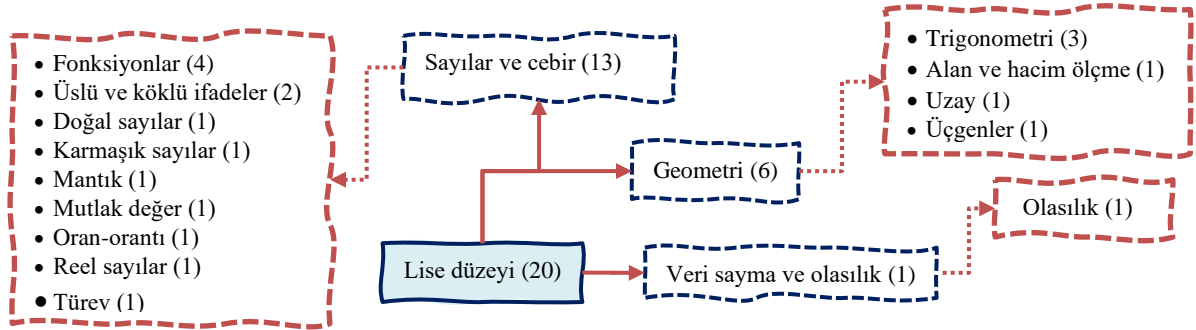 • Fonksiyonlar (4)
• Üslü ve köklü ifadeler (2)
• Doğal sayılar (1)
• Karmaşık sayılar (1)
• Mantık (1)
• Mutlak değer (1)
• Oran-orantı (1)
• Reel sayılar (1)
• Türev (1)
Sayılar ve cebir (13)
• Trigonometri (3)
• Alan ve hacim ölçme (1)
• Uzay (1)
• Üçgenler (1)
Geometri (6)
Olasılık (1)
Lise düzeyi (20)
Veri sayma ve olasılık (1)